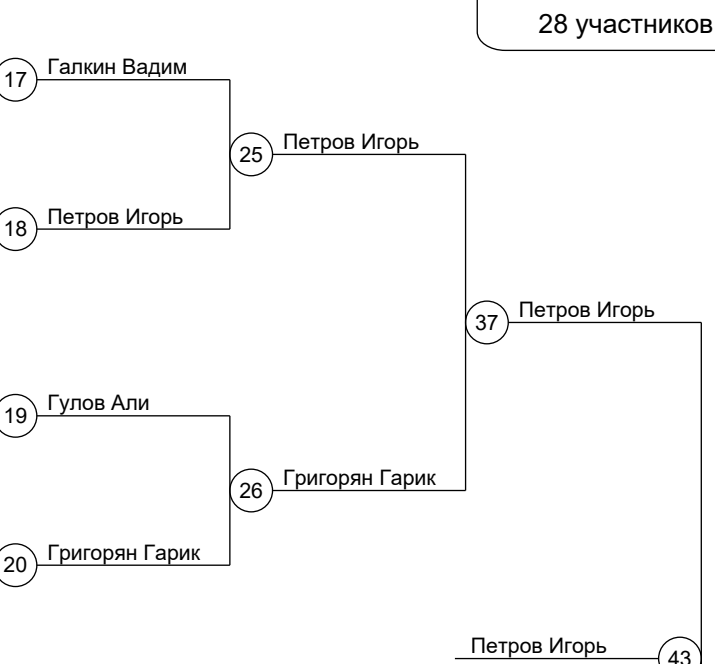 28 участников
17 Галкин Вадим
25 Петров Игорь
18 Петров Игорь
37 Петров Игорь
19 Гулов Али
26 Григорян Гарик
20 Григорян Гарик
Петров Игорь 43